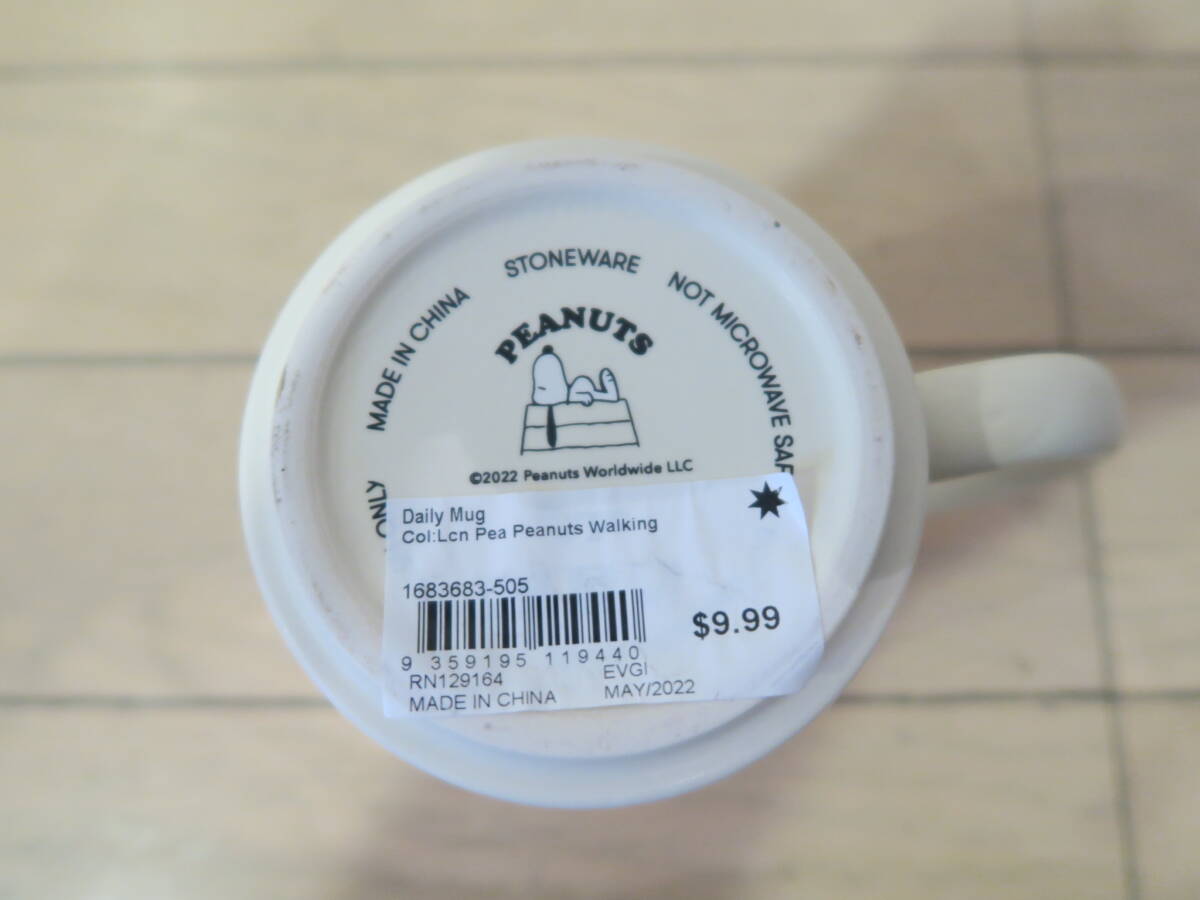 STONEWARE
NOT MICROWAVE SAF
MADE IN CHINA
ONLY
PEANUTS
©2022 Peanuts Worldwide LLC
Daily Mug
Col:Lcn Pea Peanuts Walking
1683683-505
$9.99
9 359195 119440
RN129164
EVGI
MADE IN CHINA
MAY/2022